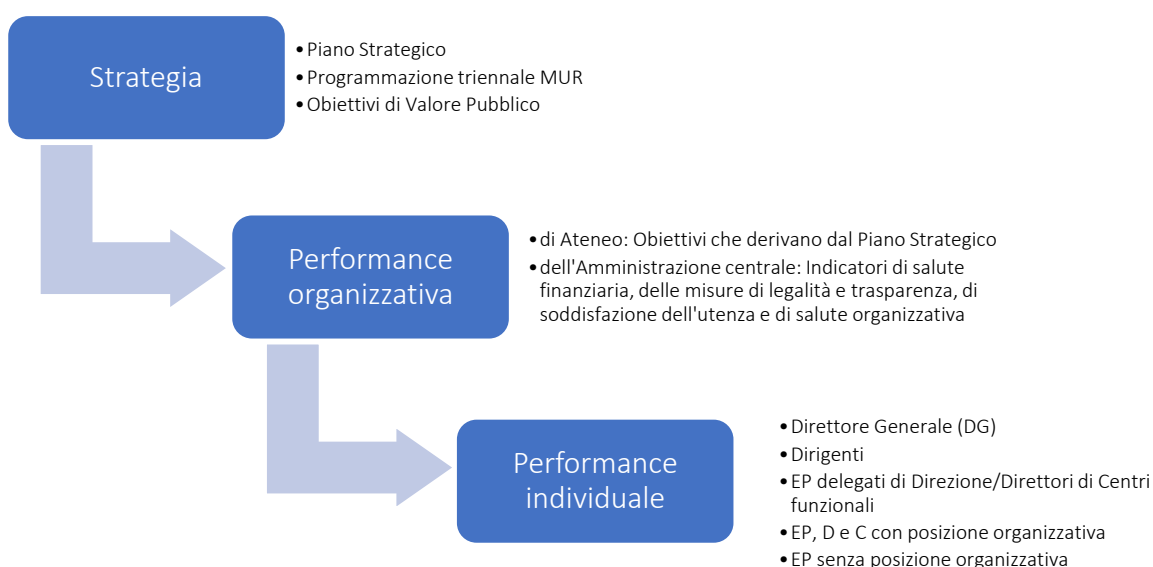 Strategia
•Piano Strategico
•Programmazione triennale MUR
•Obiettivi di Valore Pubblico
Performance
organizzativa
•di Ateneo: Obiettivi che derivano dal Piano Strategico
•dell'Amministrazione centrale: Indicatori di salute
finanziaria, delle misure di legalità e trasparenza, di
soddisfazione dell'utenza e di salute organizzativa
Performance
individuale
•Direttore Generale (DG)
•Dirigenti
•EP delegati di Direzione/Direttori di Centri
funzionali
•EP, D e C con posizione organizzativa
•EP senza posizione organizzativa